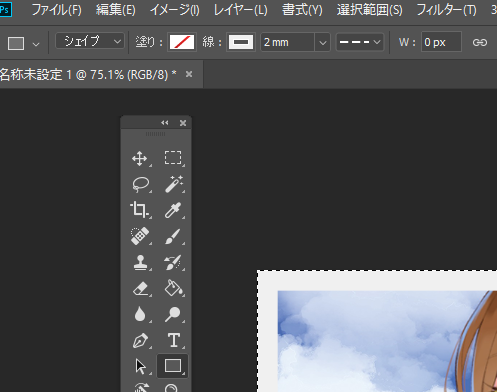 Ps ファイル(F) 編集(E) イメージ(I) レイヤー(L) 書式(Y) 選択範囲(S) フィルター(T) 3
シェイプ 塗り : 線 : 2 mm W : 0 px
名称未設定 1 @ 75.1% (RGB/8) * ×
T